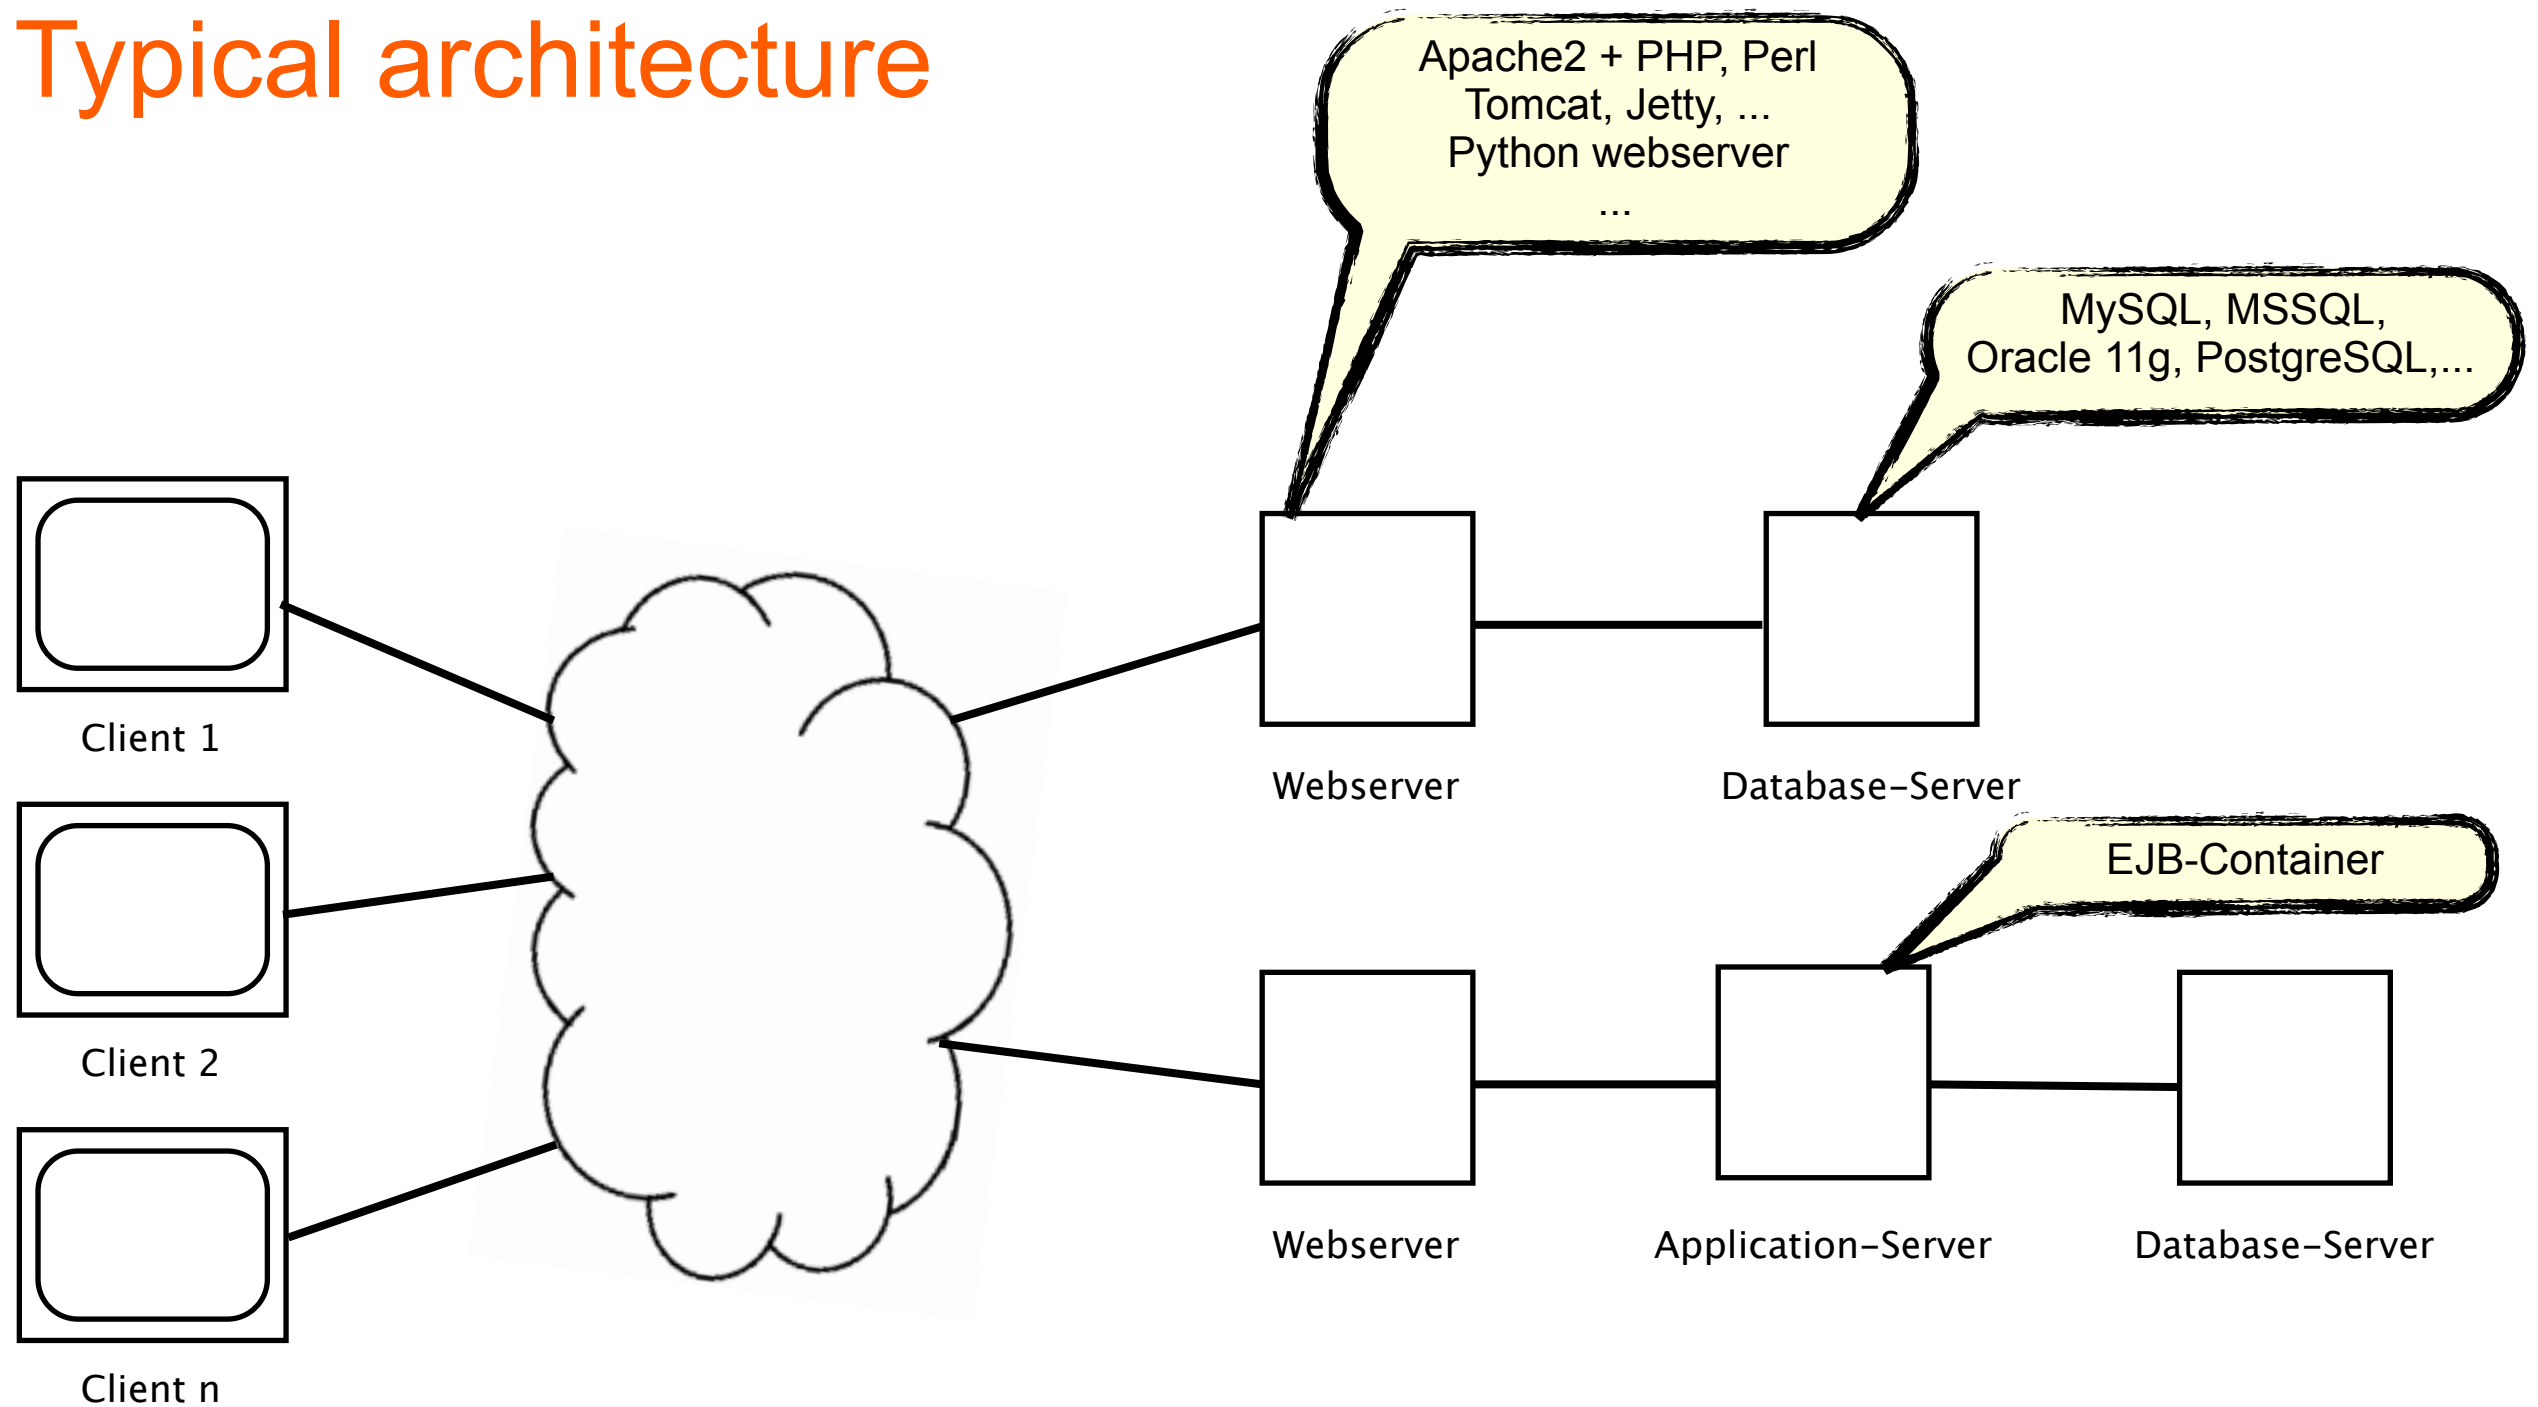 Typical architecture
Apache2 + PHP, Perl
Tomcat, Jetty, ...
Python webserver
...
MySQL, MSSQL,
Oracle 11g, PostgreSQL,...
Client 1
Webserver
Database-Server
EJB-Container
Client 2
Webserver
Application-Server
Database-Server
Client n